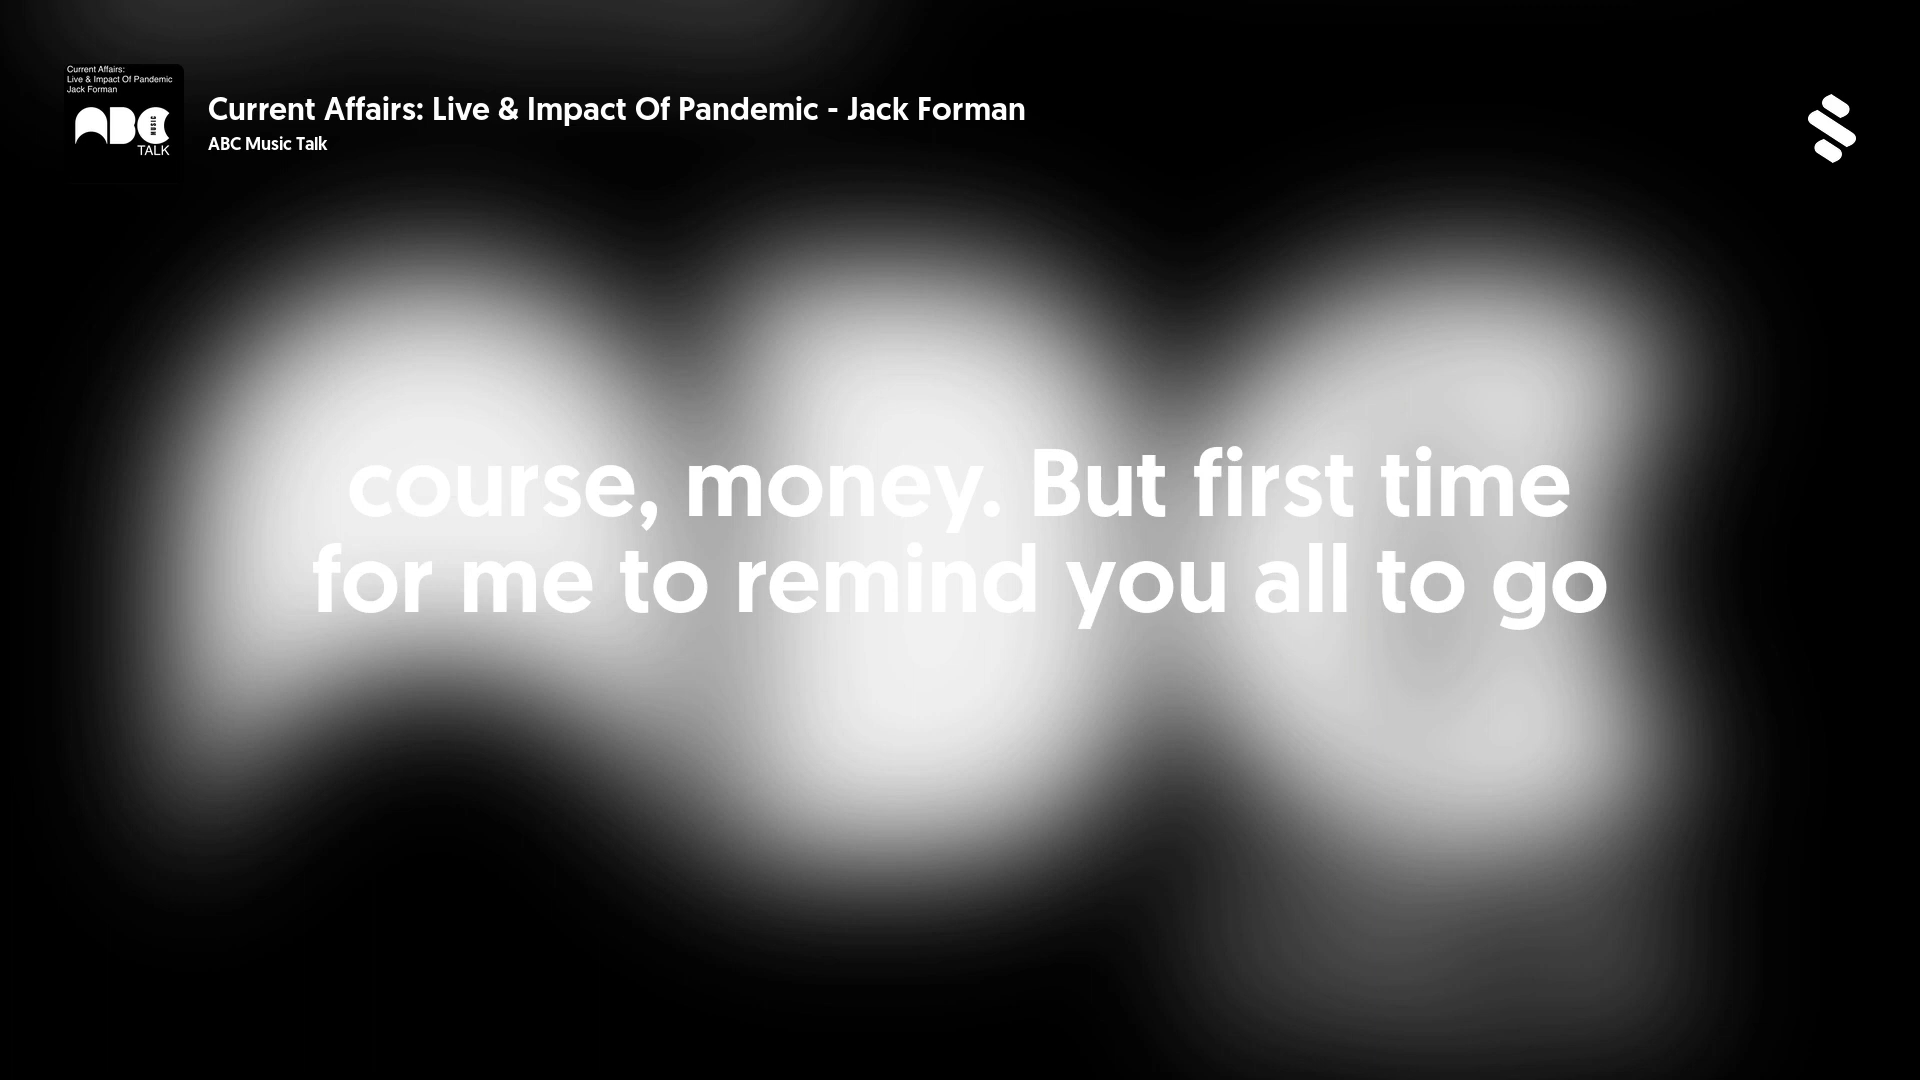 Current Affairs:
Live & Impact Of Pandemic
Jack Forman
ABC MUSIC
TALK
Current Affairs: Live & Impact Of Pandemic - Jack Forman
ABC Music Talk
course, money. But first time
for me to remind you all to go